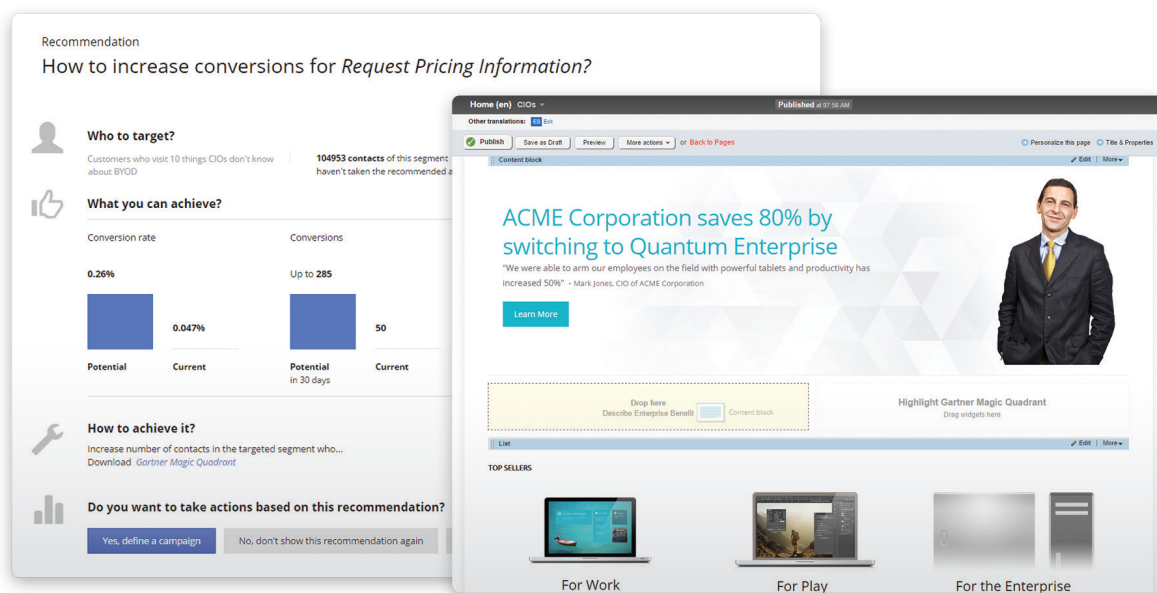 Recommendation
How to increase conversions for Request Pricing Information?
Who to target?
Customers who visit 10 things CIOs don't know
about BYOD
104953 contacts of this segment
haven't taken the recommended a
What you can achieve?
Conversion rate
Conversions
0.26%
Up to 285
0.047%
50
Potential
Current
Potential
in 30 days
Current
How to achieve it?
Increase number of contacts in the targeted segment who...
Download Gartner Magic Quadrant
Do you want to take actions based on this recommendation?
Yes, define a campaign
No, don't show this recommendation again
Home (en) CIOs
Published at 07:56 AM
Other translations: ES Edit
Publish
Save as Draft
Preview
More actions
or Back to Pages
Personalize this page
Title & Properties
Content block
Edit | More
ACME Corporation saves 80% by
switching to Quantum Enterprise
"We were able to arm our employees on the field with powerful tablets and productivity has
increased 50%" - Mark Jones, CIO of ACME Corporation
Learn More
Drop here
Describe Enterprise Benefit
Content block
Highlight Gartner Magic Quadrant
Drag widgets here
List
Edit | More
TOP SELLERS
For Work
For Play
For the Enterprise